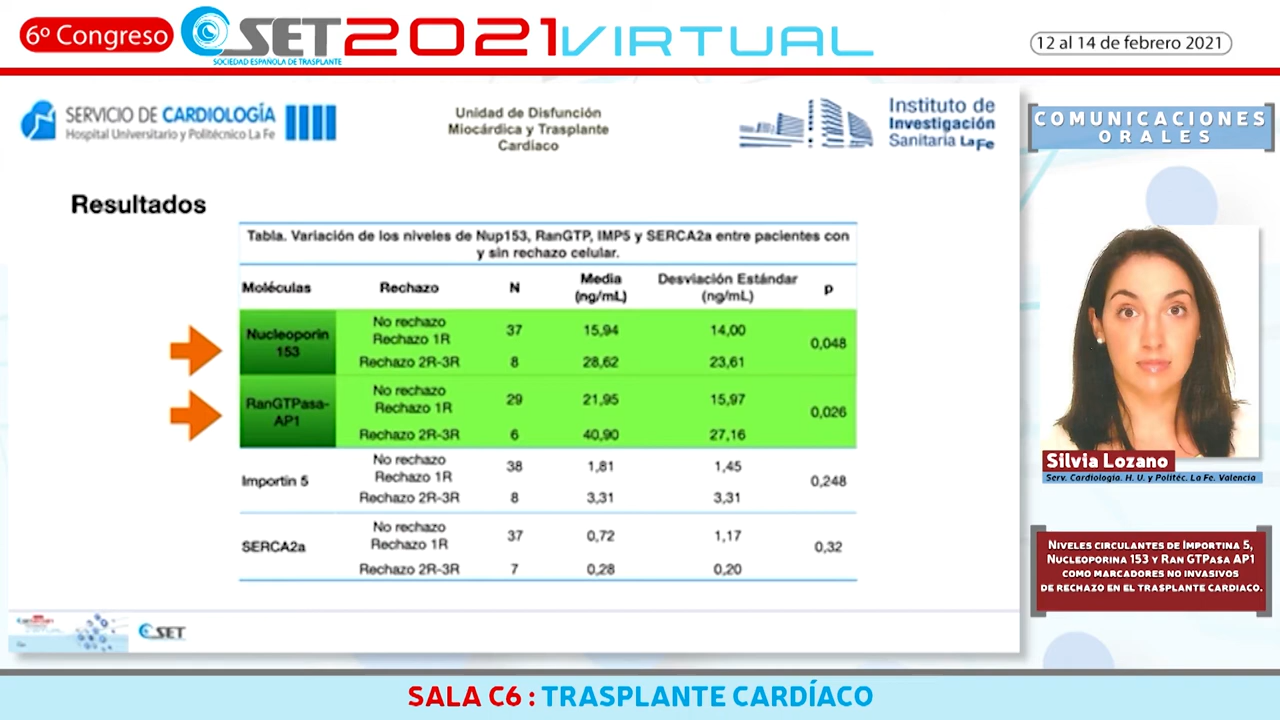 6º Congreso
SET 2021 VIRTUAL
SOCIEDAD ESPAÑOLA DE TRASPLANTE
12 al 14 de febrero 2021
SERVICIO DE CARDIOLOGÍA
Hospital Universitario y Politécnico La Fe
Unidad de Disfunción
Miocárdica y Trasplante
Cardíaco
Instituto de
Investigación
Sanitaria La Fe
COMUNICACIONES
ORALES
Resultados
Tabla. Variación de los niveles de Nup153, RanGTP, IMP5 y SERCA2a entre pacientes con
y sin rechazo celular.
Moléculas Rechazo N Media (ng/mL) Desviación Estándar (ng/mL) p
Nucleoporin 153 No rechazo Rechazo 1R 37 15,94 14,00 0,048
Rechazo 2R-3R 8 28,62 23,61
RanGTPasa-AP1 No rechazo Rechazo 1R 29 21,95 15,97 0,026
Rechazo 2R-3R 6 40,90 27,16
Importin 5 No rechazo Rechazo 1R 38 1,81 1,45 0,248
Rechazo 2R-3R 8 3,31 3,31
SERCA2a No rechazo Rechazo 1R 37 0,72 1,17 0,32
Rechazo 2R-3R 7 0,28 0,20
SET
Silvia Lozano
Serv. Cardiología. H. U. y Politéc. La Fe. Valencia
Niveles circulantes de Importina 5,
Nucleoporina 153 y Ran GTPasa AP1
como marcadores no invasivos
de rechazo en el trasplante cardiaco.
SALA C6 : TRASPLANTE CARDÍACO